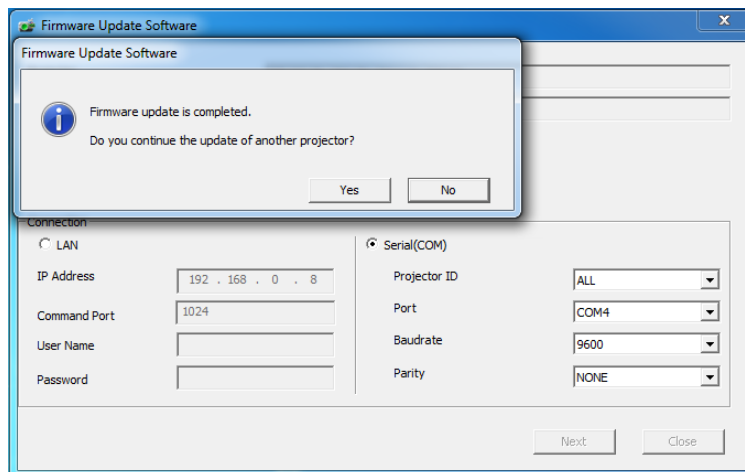 Firmware Update Software
x
Firmware Update Software
Firmware update is completed.
Do you continue the update of another projector?
Yes
No
Connection
LAN
Serial(COM)
IP Address
192 . 168 . 0 . 8
Projector ID
ALL
Command Port
1024
Port
COM4
User Name
Baudrate
9600
Password
Parity
NONE
Next
Close